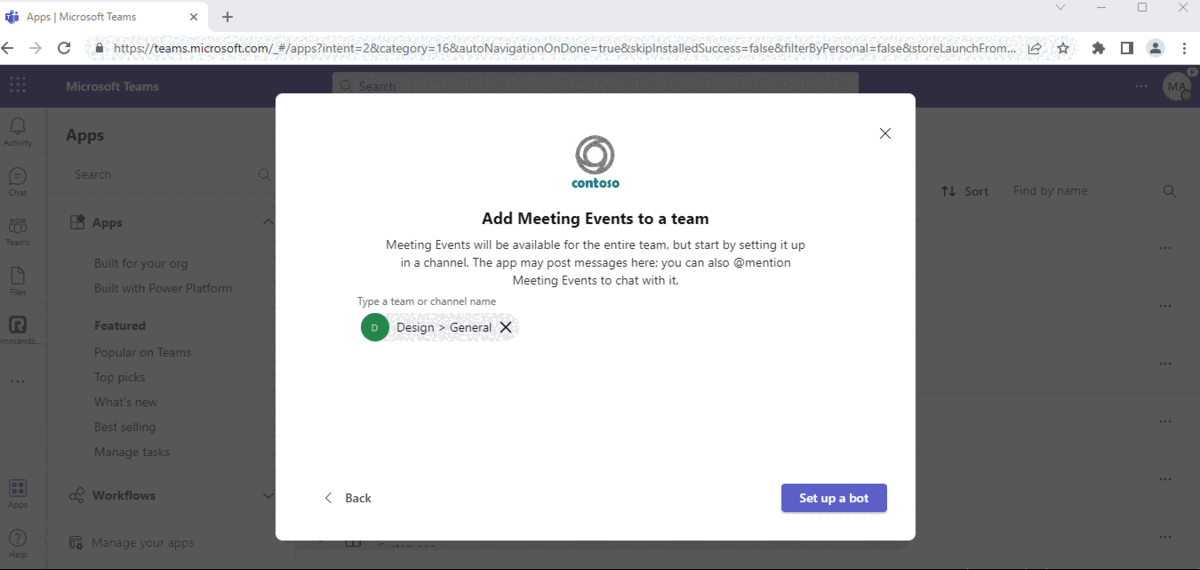 Apps | Microsoft Teams
https://teams.microsoft.com/_#/apps?intent=2&category=16&autoNavigationOnDone=true&skipInstalledSuccess=false&filterByPersonal=false&storeLaunchFrom...
Microsoft Teams
Search
MA
P
Activity
Chat
Teams
Files
mmands...
Apps
Help
Apps
Search
Apps
Built for your org
Built with Power Platform
Featured
Popular on Teams
Top picks
What's new
Best selling
Manage tasks
Workflows
Manage your apps
Sort
Find by name
contoso
Add Meeting Events to a team
Meeting Events will be available for the entire team, but start by setting it up
in a channel. The app may post messages here; you can also @mention
Meeting Events to chat with it.
Type a team or channel name
D
Design > General
Back
Set up a bot